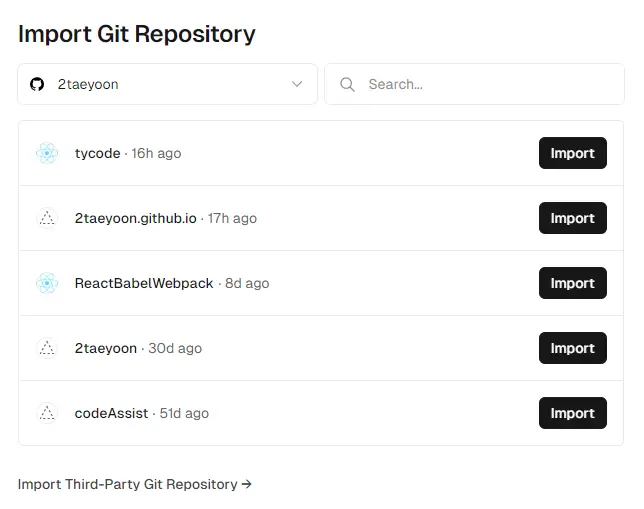 Import Git Repository
2taeyoon
Search...
tycode · 16h ago
Import
2taeyoon.github.io · 17h ago
Import
ReactBabelWebpack · 8d ago
Import
2taeyoon · 30d ago
Import
codeAssist · 51d ago
Import
Import Third-Party Git Repository →